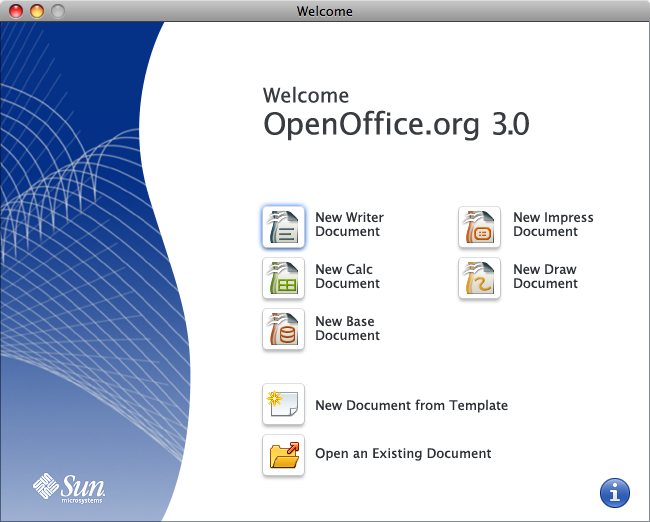 Welcome
Welcome
OpenOffice.org 3.0
New Writer
Document
New Impress
Document
New Calc
Document
New Draw
Document
New Base
Document
New Document from Template
Open an Existing Document
Sun
microsystems
i